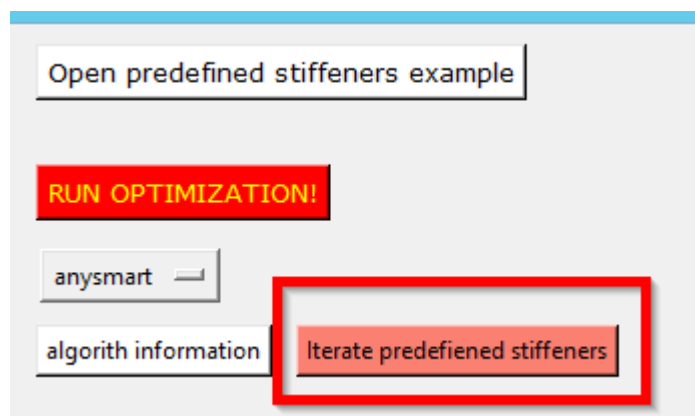 Open predefined stiffeners example
RUN OPTIMIZATION!
anysmart
algorith information
Iterate predefiened stiffeners